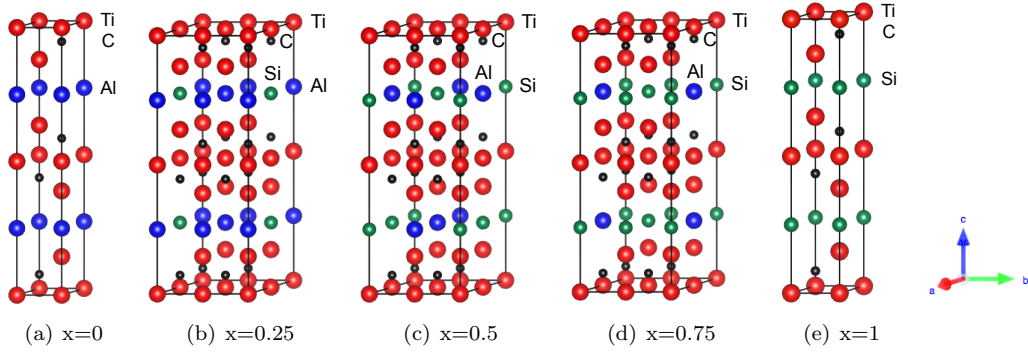 Ti
C
Al
Ti
C
Si
Al
Ti
C
Al
Si
Ti
C
Al
Si
Ti
C
Si
c
a
b
(a) x=0
(b) x=0.25
(c) x=0.5
(d) x=0.75
(e) x=1